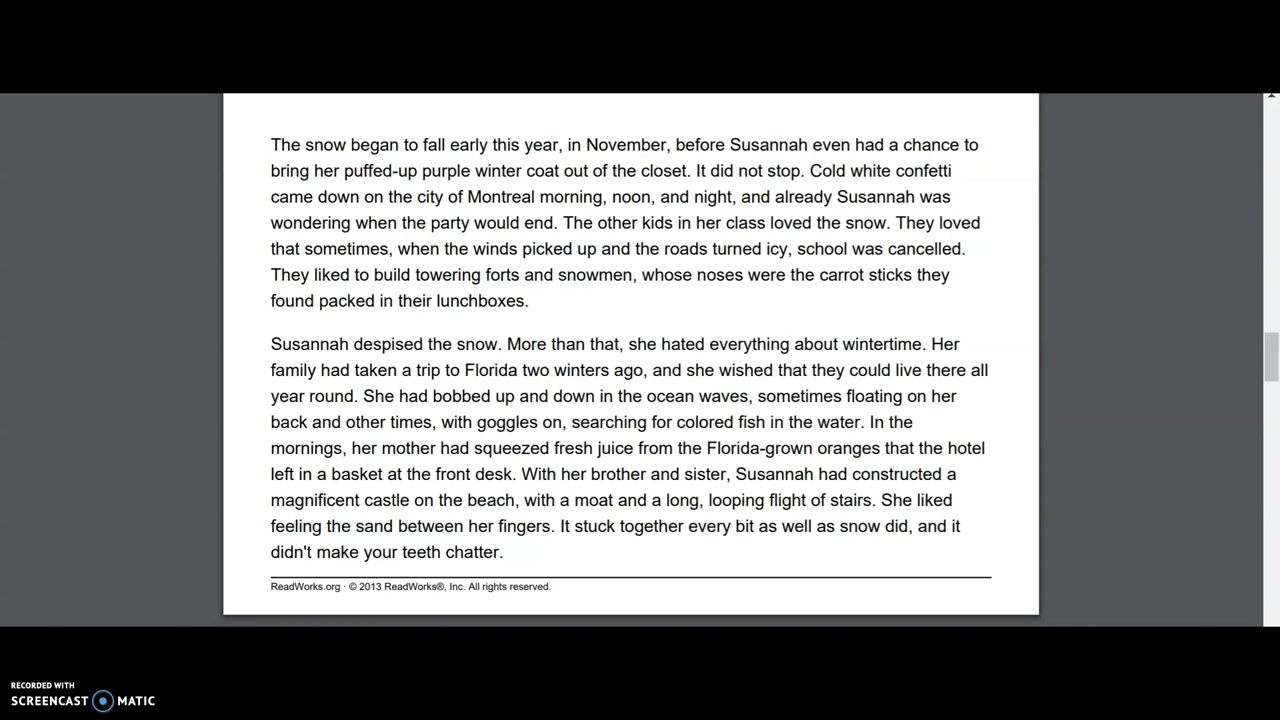 The snow began to fall early this year, in November, before Susannah even had a chance to
bring her puffed-up purple winter coat out of the closet. It did not stop. Cold white confetti
came down on the city of Montreal morning, noon, and night, and already Susannah was
wondering when the party would end. The other kids in her class loved the snow. They loved
that sometimes, when the winds picked up and the roads turned icy, school was cancelled.
They liked to build towering forts and snowmen, whose noses were the carrot sticks they
found packed in their lunchboxes.
Susannah despised the snow. More than that, she hated everything about wintertime. Her
family had taken a trip to Florida two winters ago, and she wished that they could live there all
year round. She had bobbed up and down in the ocean waves, sometimes floating on her
back and other times, with goggles on, searching for colored fish in the water. In the
mornings, her mother had squeezed fresh juice from the Florida-grown oranges that the hotel
left in a basket at the front desk. With her brother and sister, Susannah had constructed a
magnificent castle on the beach, with a moat and a long, looping flight of stairs. She liked
feeling the sand between her fingers. It stuck together every bit as well as snow did, and it
didn't make your teeth chatter.
ReadWorks.org · © 2013 ReadWorks®, Inc. All rights reserved.
RECORDED WITH
SCREENCAST MATIC